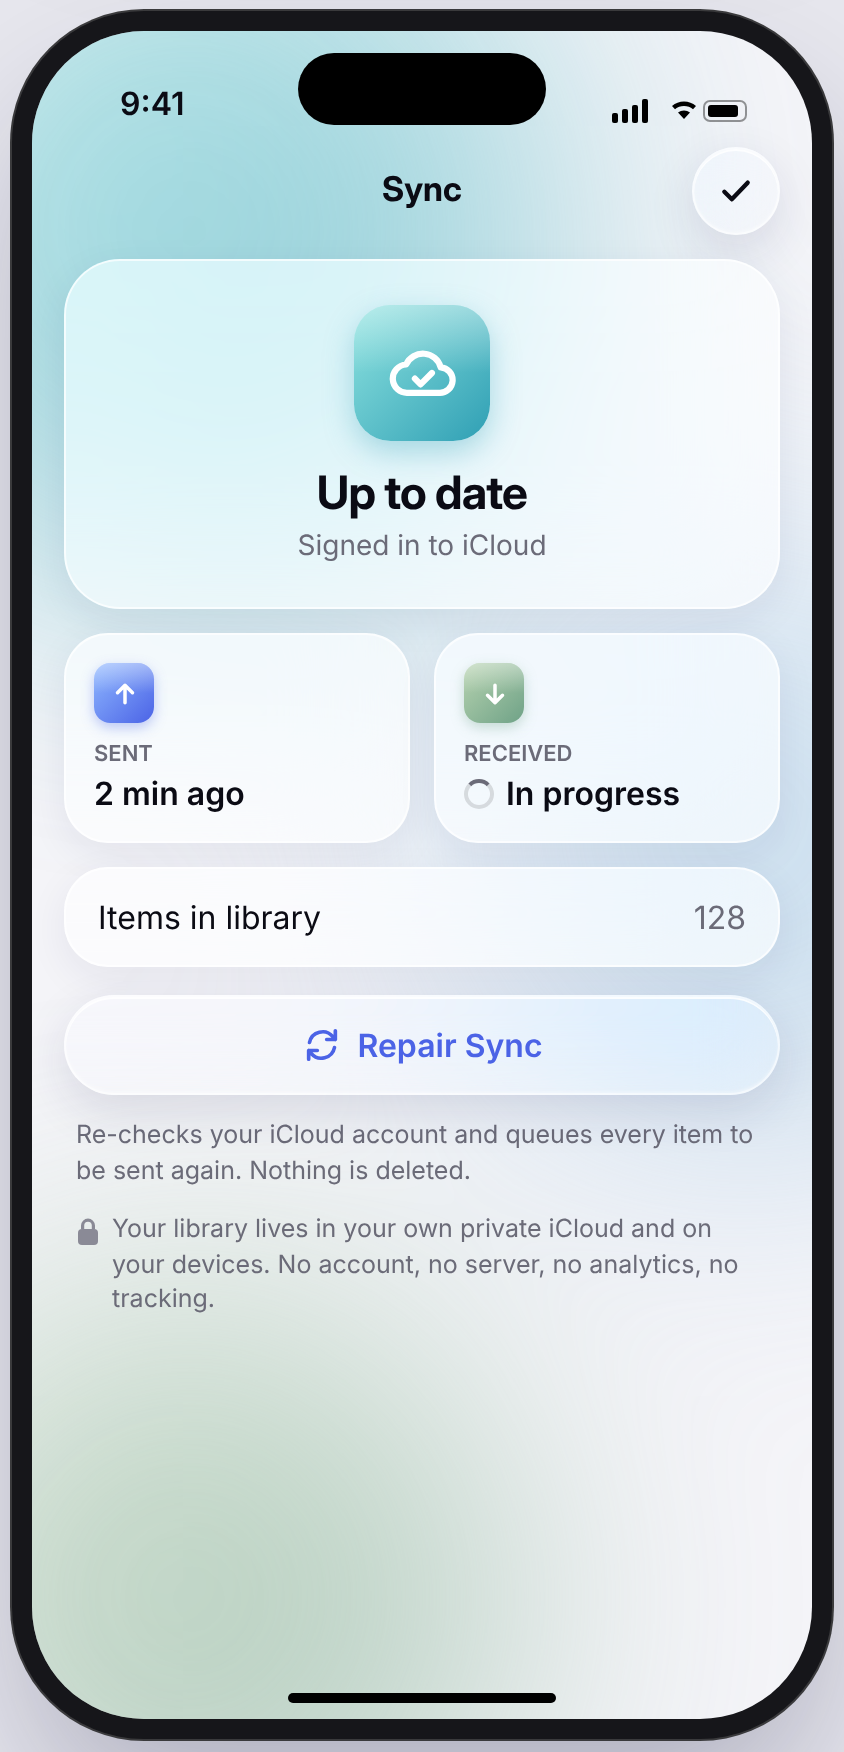 9:41
Sync
Up to date
Signed in to iCloud
SENT
2 min ago
RECEIVED
In progress
Items in library
128
Repair Sync
Re-checks your iCloud account and queues every item to
be sent again. Nothing is deleted.
Your library lives in your own private iCloud and on
your devices. No account, no server, no analytics, no
tracking.